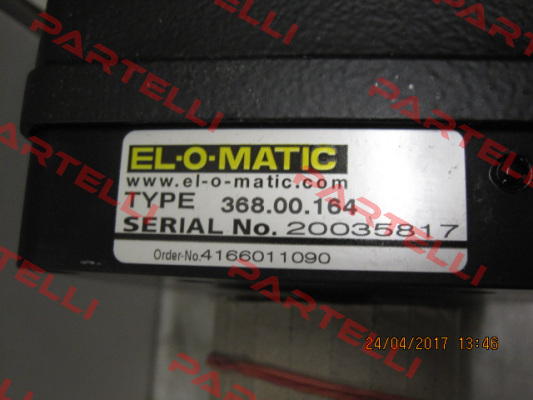 EL-O-MATIC
www.el-o-matic.com
TYPE 368.00.164
SERIAL No. 20035817
Order-No.4166011090
24/04/2017 13:46
PARTELLI
PARTELLI
PARTELLI
PARTELLI
PARTELLI
PARTELLI
PARTELLI